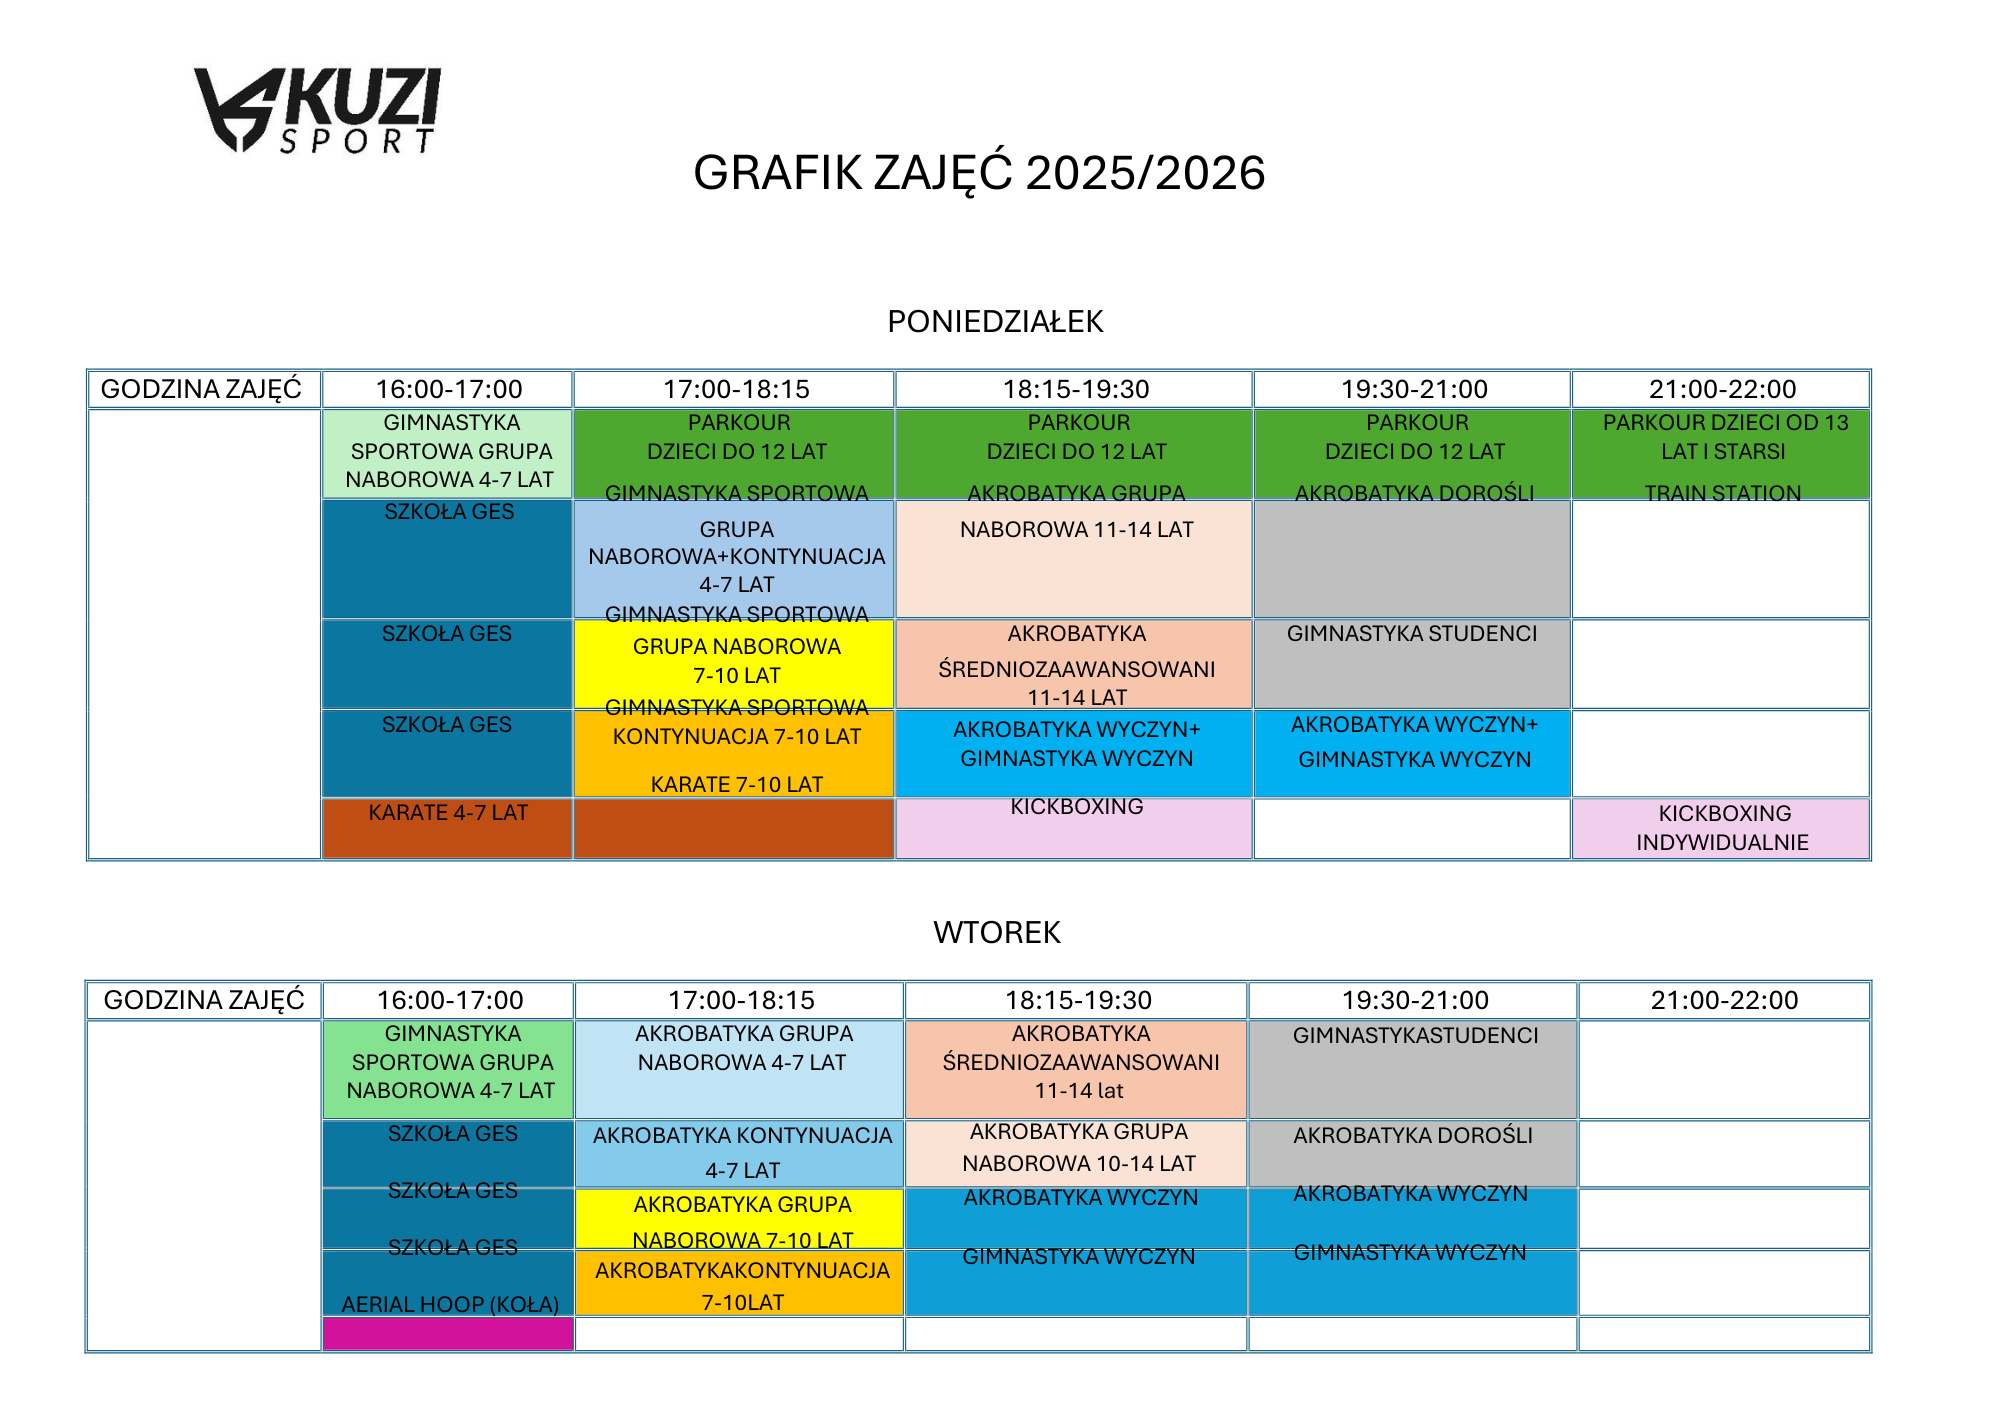 KUZI
SPORT
GRAFIK ZAJĘĆ 2025/2026
PONIEDZIAŁEK
GODZINA ZAJĘĆ 16:00-17:00 17:00-18:15 18:15-19:30 19:30-21:00 21:00-22:00
GIMNASTYKA
SPORTOWA GRUPA
NABOROWA 4-7 LAT
PARKOUR
DZIECI DO 12 LAT
PARKOUR
DZIECI DO 12 LAT
PARKOUR
DZIECI DO 12 LAT
PARKOUR DZIECI OD 13
LAT I STARSI
TRAIN STATION
SZKOŁA GES
GIMNASTYKA SPORTOWA
GRUPA
NABOROWA+KONTYNUACJA
4-7 LAT
AKROBATYKA GRUPA
NABOROWA 11-14 LAT
AKROBATYKA DOROŚLI
SZKOŁA GES
GIMNASTYKA SPORTOWA
GRUPA NABOROWA
7-10 LAT
AKROBATYKA
ŚREDNIOZAAWANSOWANI
11-14 LAT
GIMNASTYKA STUDENCI
SZKOŁA GES
GIMNASTYKA SPORTOWA
KONTYNUACJA 7-10 LAT
AKROBATYKA WYCZYN+
GIMNASTYKA WYCZYN
AKROBATYKA WYCZYN+
GIMNASTYKA WYCZYN
KARATE 4-7 LAT
KARATE 7-10 LAT
KICKBOXING
KICKBOXING
INDYWIDUALNIE
WTOREK
GODZINA ZAJĘĆ 16:00-17:00 17:00-18:15 18:15-19:30 19:30-21:00 21:00-22:00
GIMNASTYKA
SPORTOWA GRUPA
NABOROWA 4-7 LAT
AKROBATYKA GRUPA
NABOROWA 4-7 LAT
AKROBATYKA
ŚREDNIOZAAWANSOWANI
11-14 lat
GIMNASTYKASTUDENCI
SZKOŁA GES
AKROBATYKA KONTYNUACJA
4-7 LAT
AKROBATYKA GRUPA
NABOROWA 10-14 LAT
AKROBATYKA DOROŚLI
SZKOŁA GES
AKROBATYKA GRUPA
NABOROWA 7-10 LAT
AKROBATYKA WYCZYN
AKROBATYKA WYCZYN
SZKOŁA GES
AKROBATYKAKONTYNUACJA
7-10LAT
GIMNASTYKA WYCZYN
GIMNASTYKA WYCZYN
AERIAL HOOP (KOŁA)